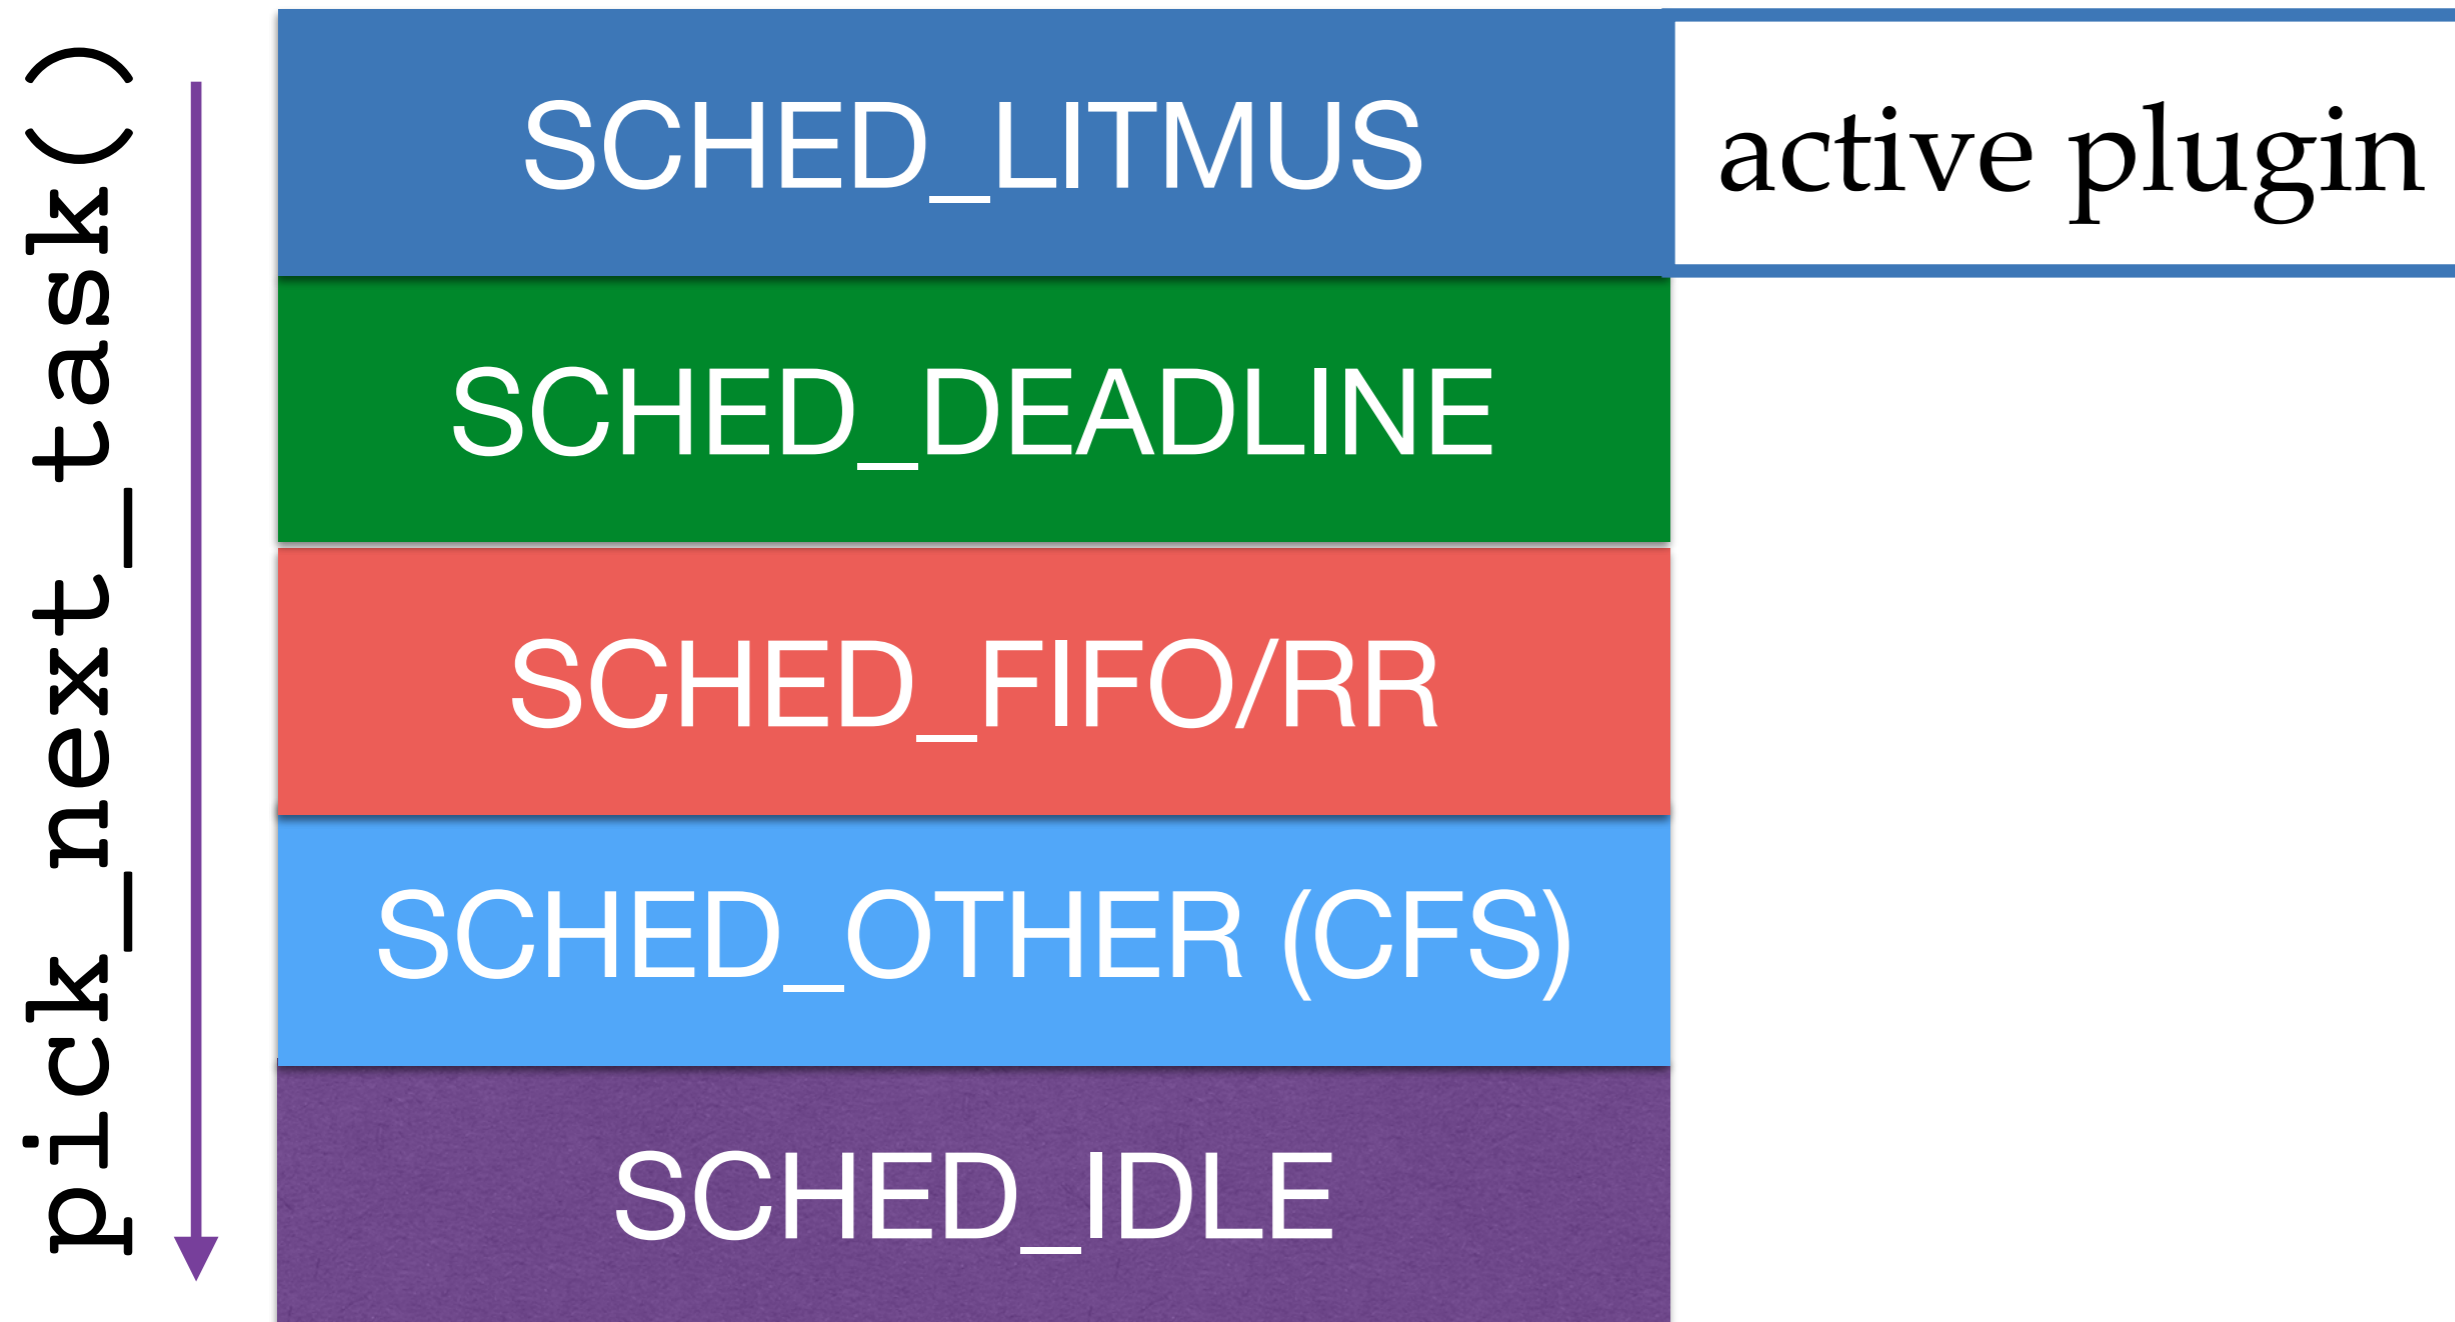 pick_next_task()
SCHED_LITMUS
active plugin
SCHED_DEADLINE
SCHED_FIFO/RR
SCHED_OTHER (CFS)
SCHED_IDLE